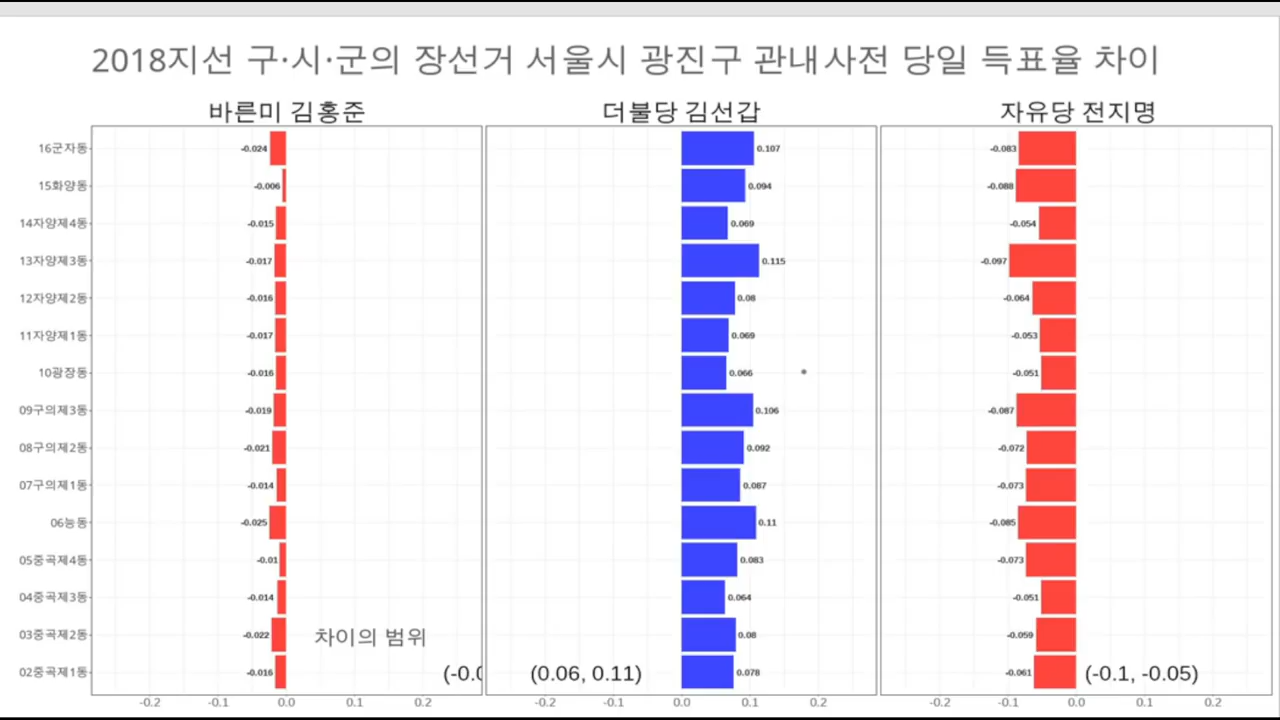 2018지선 구·시·군의 장선거 서울시 광진구 관내사전 당일 득표율 차이
바른미 김홍준 더불당 김선갑 자유당 전지명
16군자동 -0.024 0.107 -0.083
15화양동 -0.006 0.094 -0.088
14자양제4동 -0.015 0.069 -0.054
13자양제3동 -0.017 0.115 -0.097
12자양제2동 -0.016 0.08 -0.064
11자양제1동 -0.017 0.069 -0.053
10광장동 -0.016 0.066 -0.051
09구의제3동 -0.019 0.106 -0.087
08구의제2동 -0.021 0.092 -0.072
07구의제1동 -0.014 0.087 -0.073
06능동 -0.025 0.11 -0.085
05중곡제4동 -0.01 0.083 -0.073
04중곡제3동 -0.014 0.064 -0.051
03중곡제2동 -0.022 차이의 범위 0.08 -0.059
02중곡제1동 -0.016 (-0.0 (0.06, 0.11) 0.078 -0.061 (-0.1, -0.05)
-0.2 -0.1 0.0 0.1 0.2 -0.2 -0.1 0.0 0.1 0.2 -0.2 -0.1 0.0 0.1 0.2